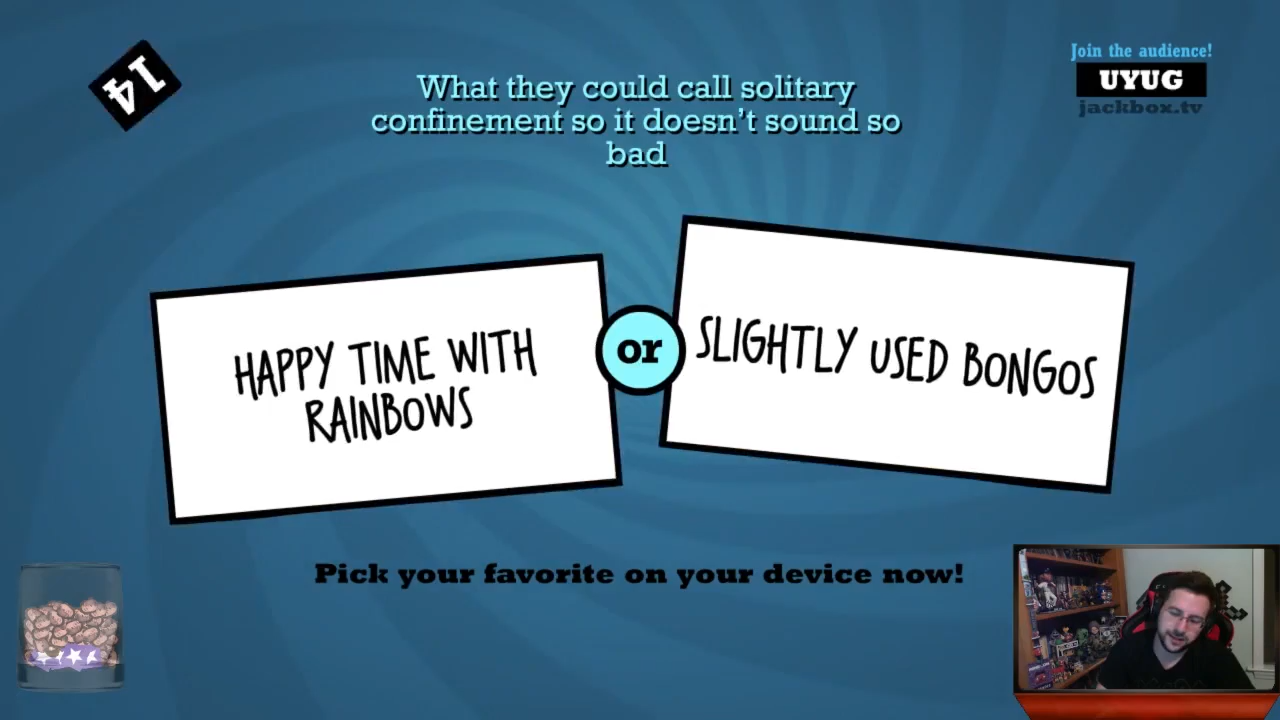 14
Join the audience!
UYUG
jackbox.tv
What they could call solitary
confinement so it doesn't sound so
bad
HAPPY TIME WITH
RAINBOWS
or
SLIGHTLY USED BONGOS
Pick your favorite on your device now!